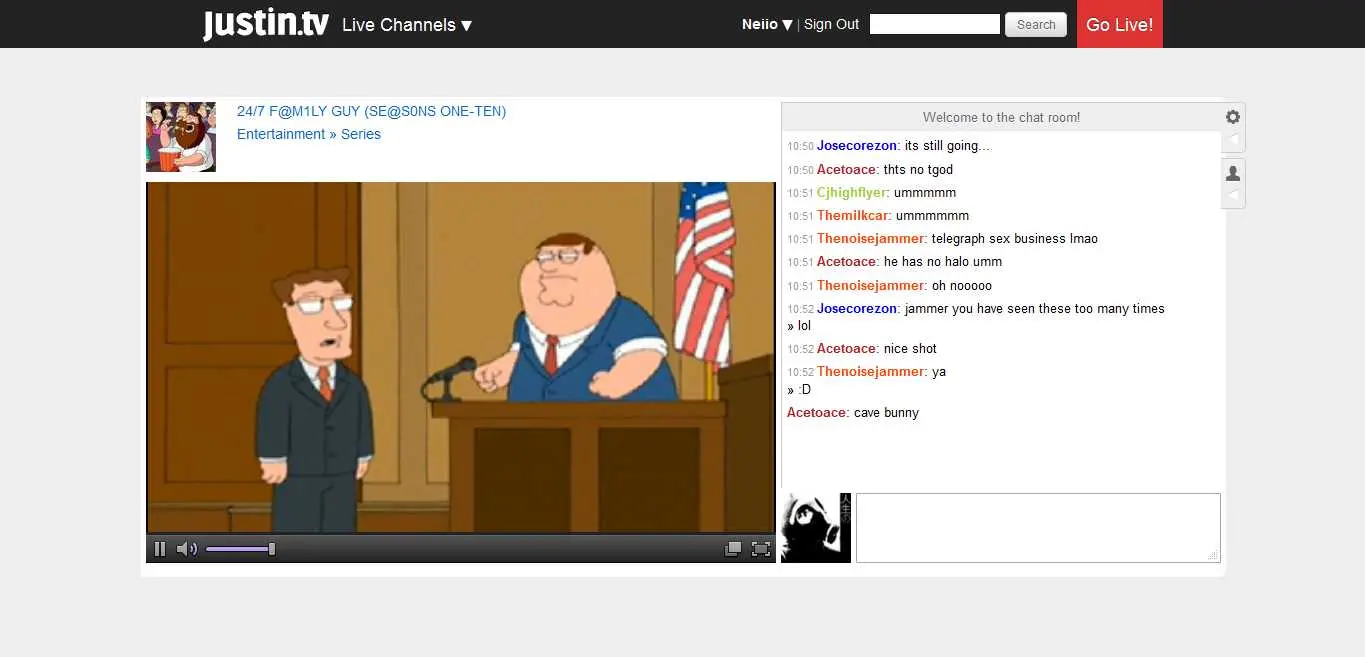 Justin.tv Live Channels ▼ Neiio ▼ | Sign Out Search Go Live!
24/7 F@M1LY GUY (SE@S0NS ONE-TEN)
Entertainment » Series
Welcome to the chat room!
10:50 Josecorezon: its still going...
10:50 Acetoace: thts no tgod
10:51 Cjhighflyer: ummmmm
10:51 Themilkcar: ummmmmm
10:51 Thenoisejammer: telegraph sex business lmao
10:51 Acetoace: he has no halo umm
10:51 Thenoisejammer: oh nooooo
10:52 Josecorezon: jammer you have seen these too many times
» lol
10:52 Acetoace: nice shot
10:52 Thenoisejammer: ya
» :D
Acetoace: cave bunny
人生の